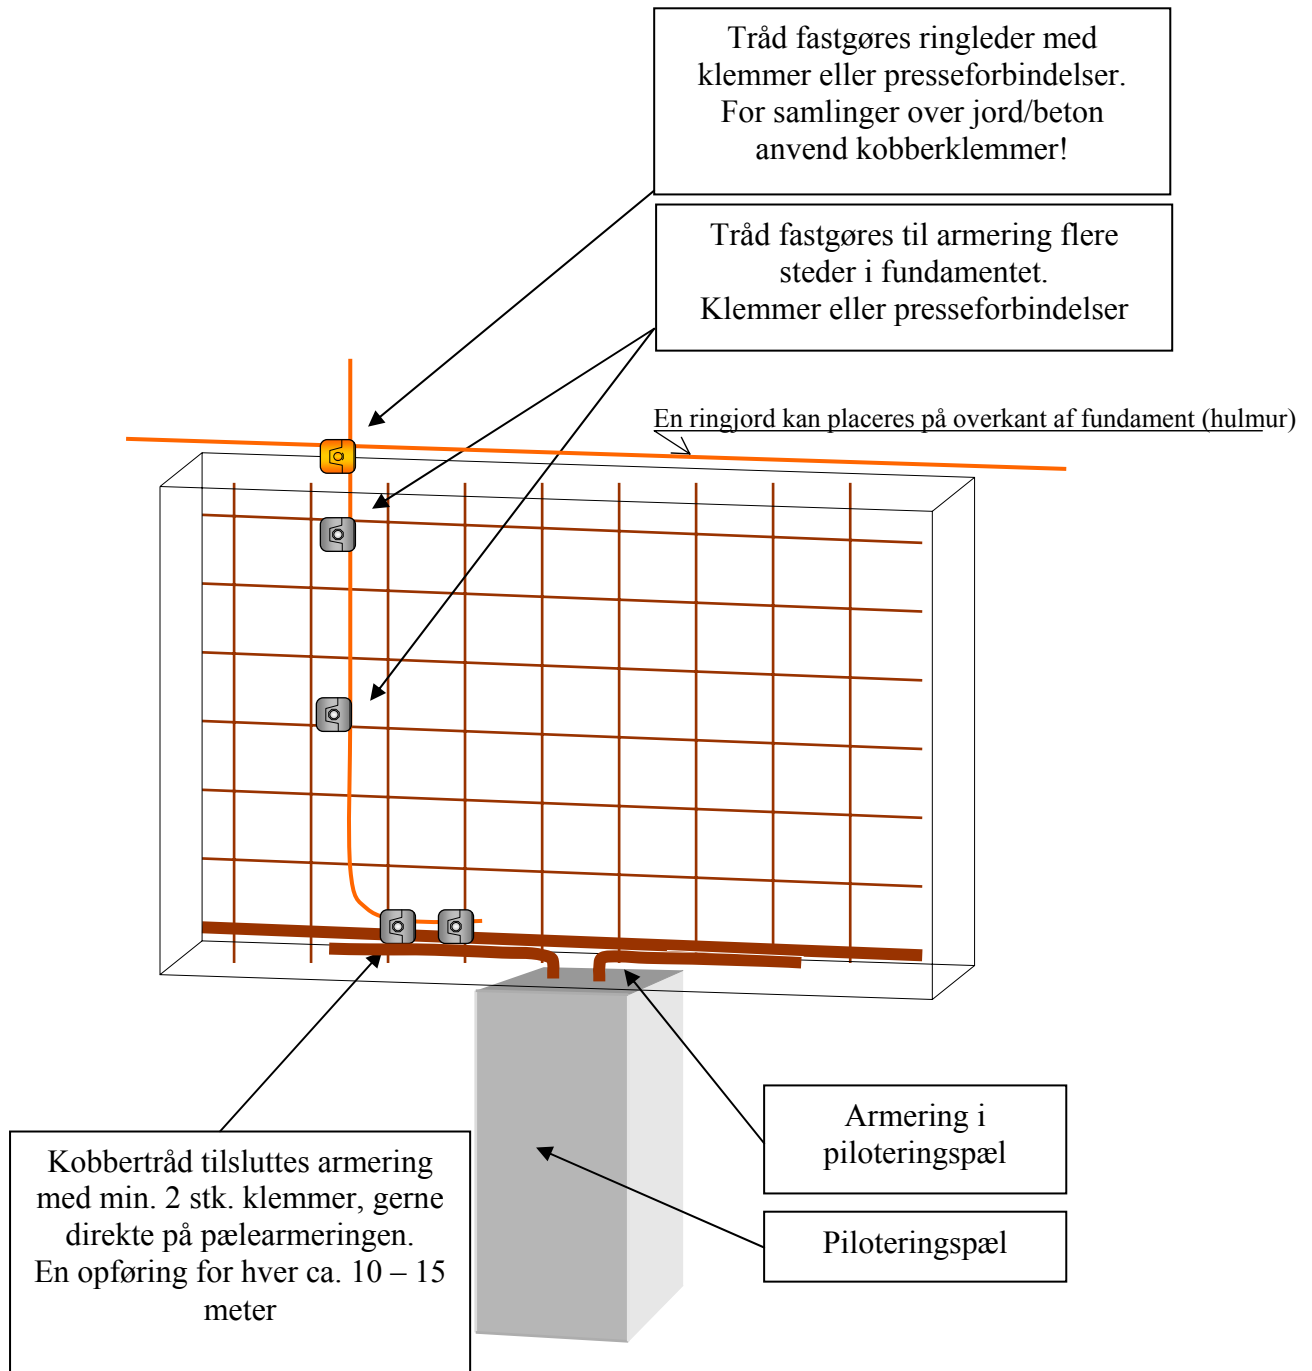 Tråd fastgøres ringleder med
klemmer eller presseforbindelser.
For samlinger over jord/beton
anvend kobberklemmer!
Tråd fastgøres til armering flere
steder i fundamentet.
Klemmer eller presseforbindelser
En ringjord kan placeres på overkant af fundament (hulmur)
Kobbertråd tilsluttes armering
med min. 2 stk. klemmer, gerne
direkte på pælearmeringen.
En opføring for hver ca. 10 – 15
meter
Armering i
piloteringspæl
Piloteringspæl